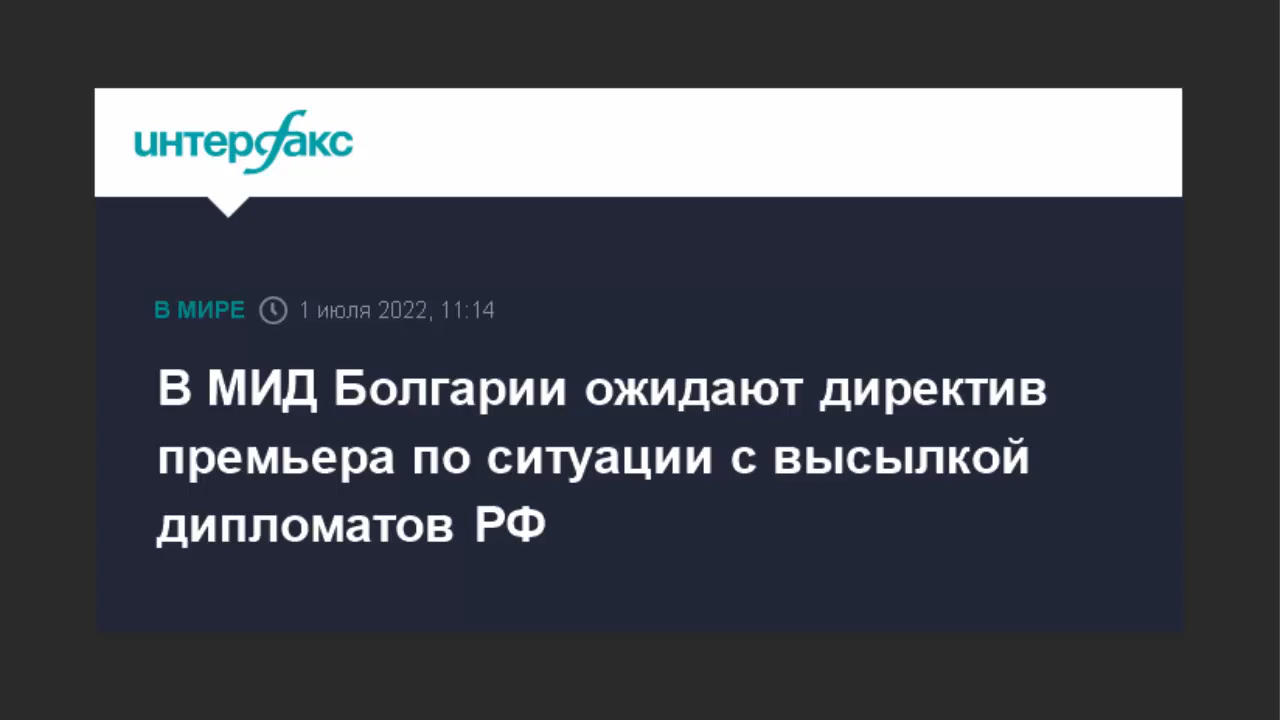 интерфакс
В МИРЕ 1 июля 2022, 11:14
В МИД Болгарии ожидают директив
премьера по ситуации с высылкой
дипломатов РФ